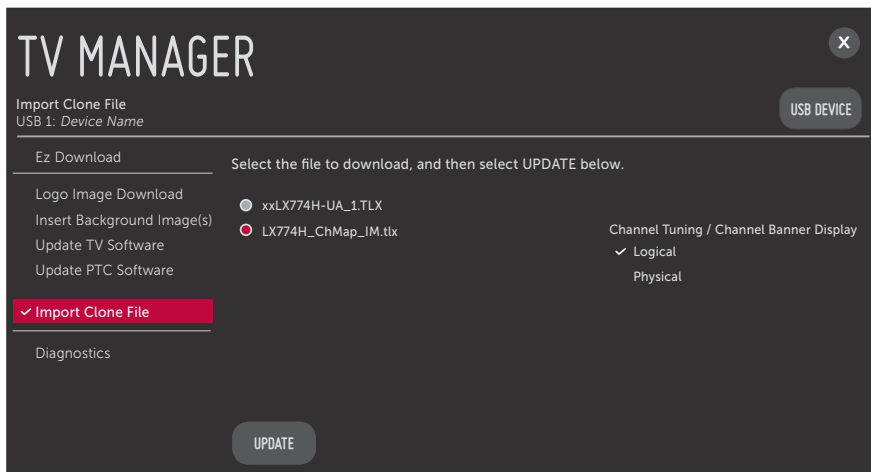 TV MANAGER
X
Import Clone File
USB 1: Device Name
USB DEVICE
Ez Download
Select the file to download, and then select UPDATE below.
Logo Image Download
Insert Background Image(s)
Update TV Software
Update PTC Software
Import Clone File
Diagnostics
xxLX774H-UA_1.TLX
LX774H_ChMap_IM.tlx
Channel Tuning / Channel Banner Display
Logical
Physical
UPDATE